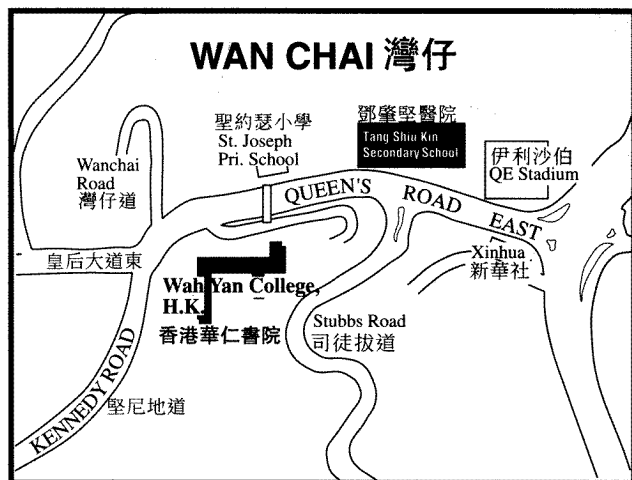 WAN CHAI 灣仔
聖約瑟小學
St. Joseph
Pri. School
鄧肇堅醫院
Tang Shiu Kin
Secondary School
伊利沙伯
QE Stadium
Wanchai
Road
灣仔道
QUEEN'S ROAD EAST
皇后大道東
Xinhua
新華社
Wah Yan College,
H.K.
香港華仁書院
Stubbs Road
司徒拔道
KENNEDY ROAD
堅尼地道